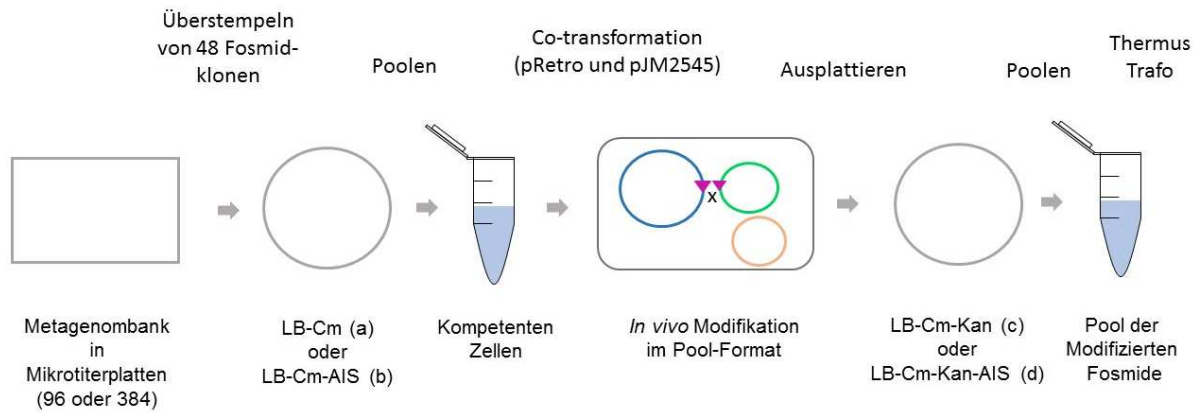 Überstempeln
von 48 Fosmid-
klonen
Poolen
Co-transformation
(pRetro und pJM2545)
Ausplattieren
Poolen
Thermus
Trafo
x
Metagenombank
in
Mikrotiterplatten
(96 oder 384)
LB-Cm (a)
oder
LB-Cm-AIS (b)
Kompetenten
Zellen
In vivo Modifikation
im Pool-Format
LB-Cm-Kan (c)
oder
LB-Cm-Kan-AIS (d)
Pool der
Modifizierten
Fosmide